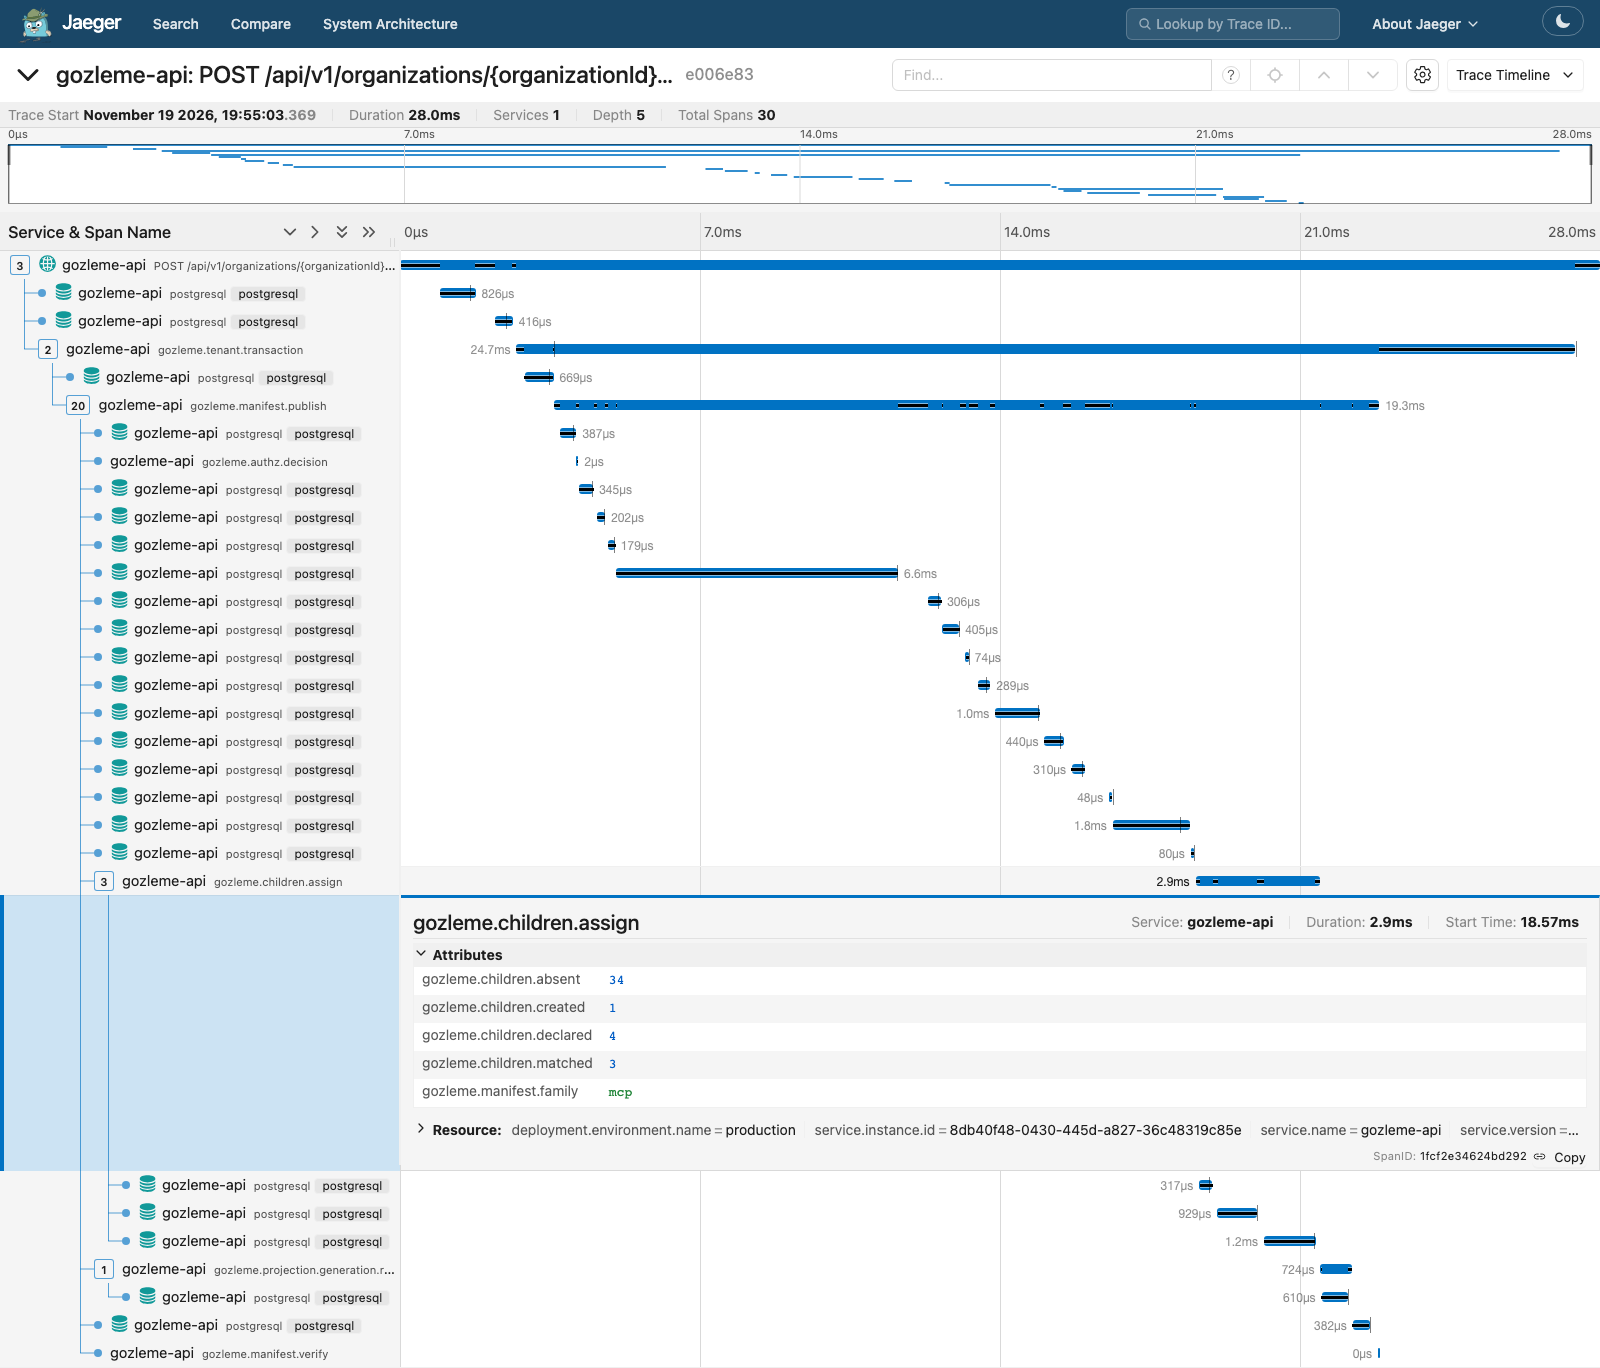 Jaeger Search Compare System Architecture Lookup by Trace ID... About Jaeger
gozleme-api: POST /api/v1/organizations/{organizationId}... e006e83 Find... ? Trace Timeline
Trace Start November 19 2026, 19:55:03.369 Duration 28.0ms Services 1 Depth 5 Total Spans 30
0μs 7.0ms 14.0ms 21.0ms 28.0ms
Service & Span Name 0μs 7.0ms 14.0ms 21.0ms 28.0ms
3 gozleme-api POST /api/v1/organizations/{organizationId}...
gozleme-api postgresql postgresql 826μs
gozleme-api postgresql postgresql 416μs
2 gozleme-api gozleme.tenant.transaction 24.7ms
gozleme-api postgresql postgresql 669μs
20 gozleme-api gozleme.manifest.publish 19.3ms
gozleme-api postgresql postgresql 387μs
gozleme-api gozleme.authz.decision 2μs
gozleme-api postgresql postgresql 345μs
gozleme-api postgresql postgresql 202μs
gozleme-api postgresql postgresql 179μs
gozleme-api postgresql postgresql 6.6ms
gozleme-api postgresql postgresql 306μs
gozleme-api postgresql postgresql 405μs
gozleme-api postgresql postgresql 74μs
gozleme-api postgresql postgresql 289μs
gozleme-api postgresql postgresql 1.0ms
gozleme-api postgresql postgresql 440μs
gozleme-api postgresql postgresql 310μs
gozleme-api postgresql postgresql 48μs
gozleme-api postgresql postgresql 1.8ms
gozleme-api postgresql postgresql 80μs
3 gozleme-api gozleme.children.assign 2.9ms
gozleme.children.assign Service: gozleme-api Duration: 2.9ms Start Time: 18.57ms
Attributes
gozleme.children.absent 34
gozleme.children.created 1
gozleme.children.declared 4
gozleme.children.matched 3
gozleme.manifest.family mcp
Resource: deployment.environment.name = production service.instance.id = 8db40f48-0430-445d-a827-36c48319c85e service.name = gozleme-api service.version =...
SpanID: 1fcf2e34624bd292 Copy
gozleme-api postgresql postgresql 317μs
gozleme-api postgresql postgresql 929μs
gozleme-api postgresql postgresql 1.2ms
1 gozleme-api gozleme.projection.generation.r... 724μs
gozleme-api postgresql postgresql 610μs
gozleme-api postgresql postgresql 382μs
gozleme-api gozleme.manifest.verify 0μs